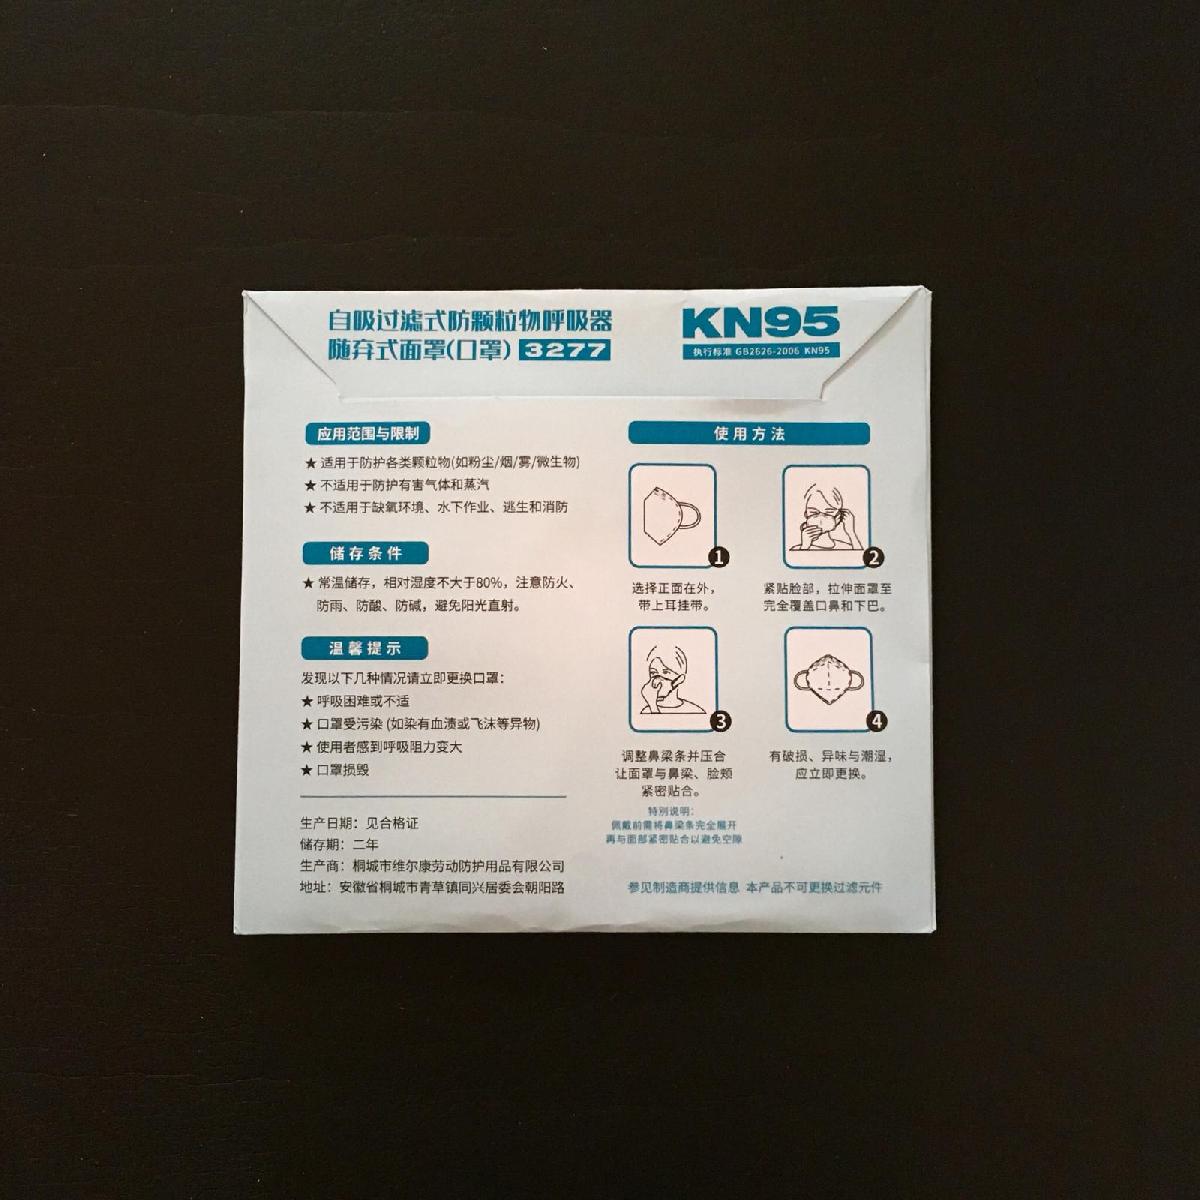 自吸过滤式防颗粒物呼吸器
随弃式面罩(口罩) 3277
KN95
执行标准 GB2626-2006 KN95
应用范围与限制
★ 适用于防护各类颗粒物(如粉尘/烟/雾/微生物)
★ 不适用于防护有害气体和蒸汽
★ 不适用于缺氧环境、水下作业、逃生和消防
储存条件
★ 常温储存，相对湿度不大于80%，注意防火、
防雨、防酸、防碱，避免阳光直射。
温馨提示
发现以下几种情况请立即更换口罩：
★ 呼吸困难或不适
★ 口罩受污染 (如染有血渍或飞沫等异物)
★ 使用者感到呼吸阻力变大
★ 口罩损毁
生产日期：见合格证
储存期：二年
生产商：桐城市维尔康劳动防护用品有限公司
地址：安徽省桐城市青草镇同兴居委会朝阳路
使用方法
1
选择正面在外，
带上耳挂带。
2
紧贴脸部，拉伸面罩至
完全覆盖口鼻和下巴。
3
调整鼻梁条并压合
让面罩与鼻梁、脸颊
紧密贴合。
4
有破损、异味与潮湿，
应立即更换。
特别说明：
佩戴前需将鼻梁条完全展开
再与面部紧密贴合以避免空隙
参见制造商提供信息 本产品不可更换过滤元件